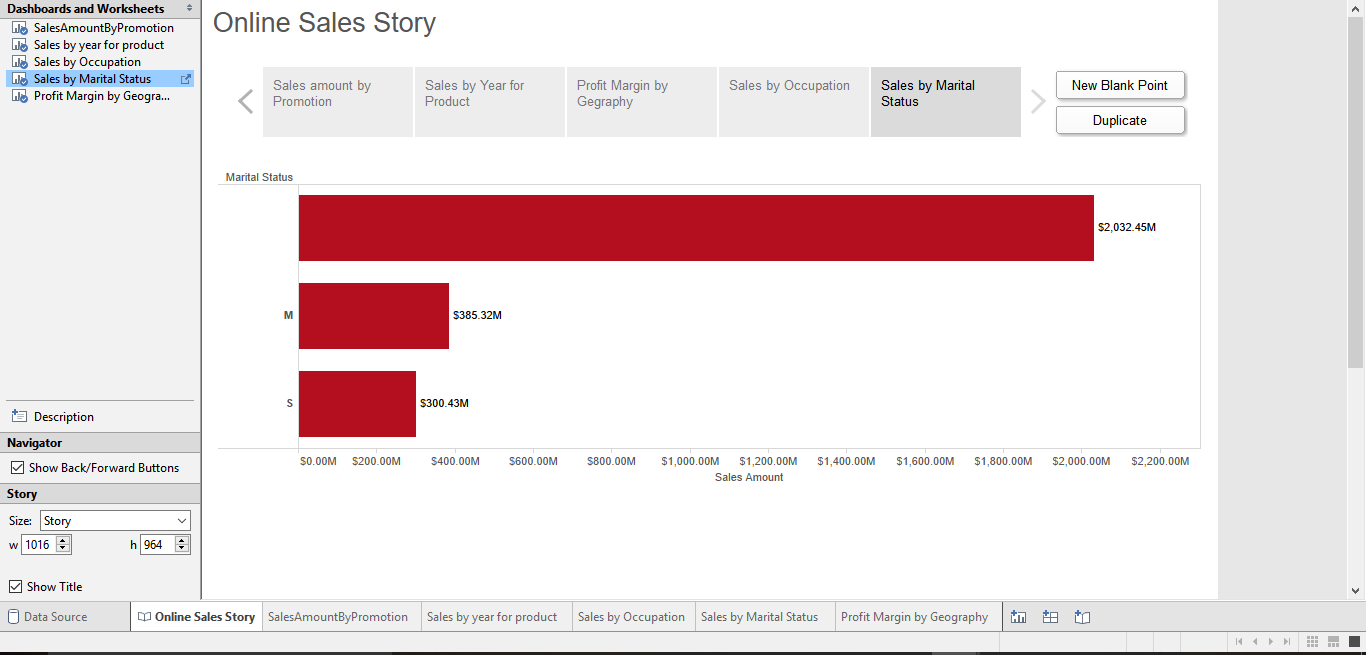 Dashboards and Worksheets
SalesAmountByPromotion
Sales by year for product
Sales by Occupation
Sales by Marital Status
Profit Margin by Geogra...
Description
Navigator
Show Back/Forward Buttons
Story
Size: Story
w 1016 h 964
Show Title
Online Sales Story
Sales amount by
Promotion
Sales by Year for
Product
Profit Margin by
Gegraphy
Sales by Occupation
Sales by Marital
Status
New Blank Point
Duplicate
Marital Status
$2,032.45M
M $385.32M
S $300.43M
$0.00M $200.00M $400.00M $600.00M $800.00M $1,000.00M $1,200.00M $1,400.00M $1,600.00M $1,800.00M $2,000.00M $2,200.00M
Sales Amount
Data Source Online Sales Story SalesAmountByPromotion Sales by year for product Sales by Occupation Sales by Marital Status Profit Margin by Geography